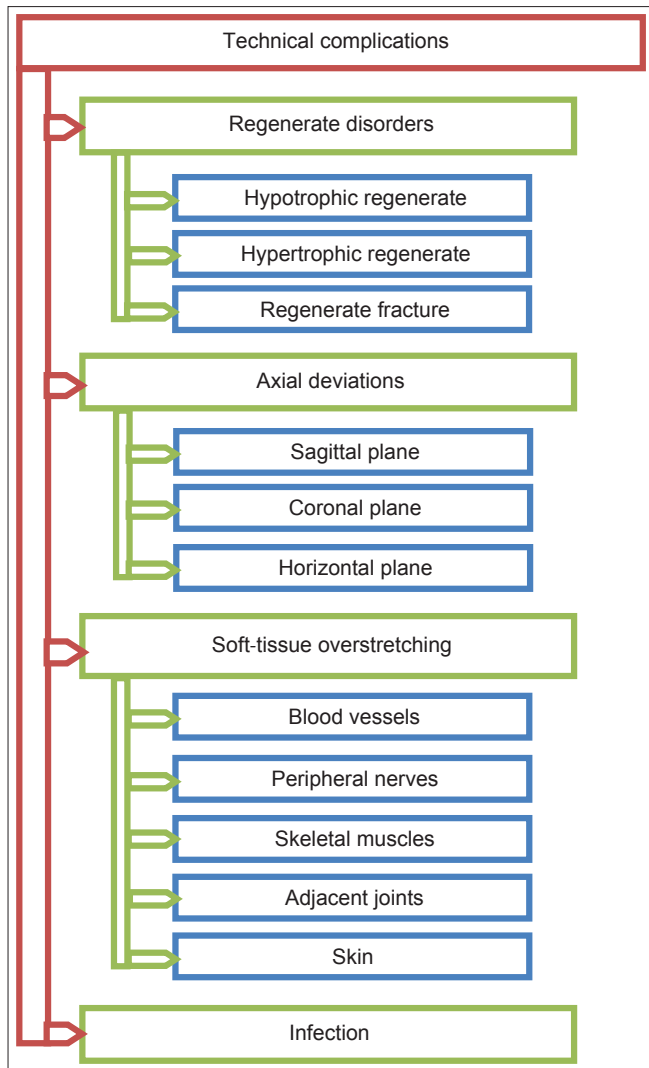 Technical complications
Regenerate disorders
Hypotrophic regenerate
Hypertrophic regenerate
Regenerate fracture
Axial deviations
Sagittal plane
Coronal plane
Horizontal plane
Soft-tissue overstretching
Blood vessels
Peripheral nerves
Skeletal muscles
Adjacent joints
Skin
Infection